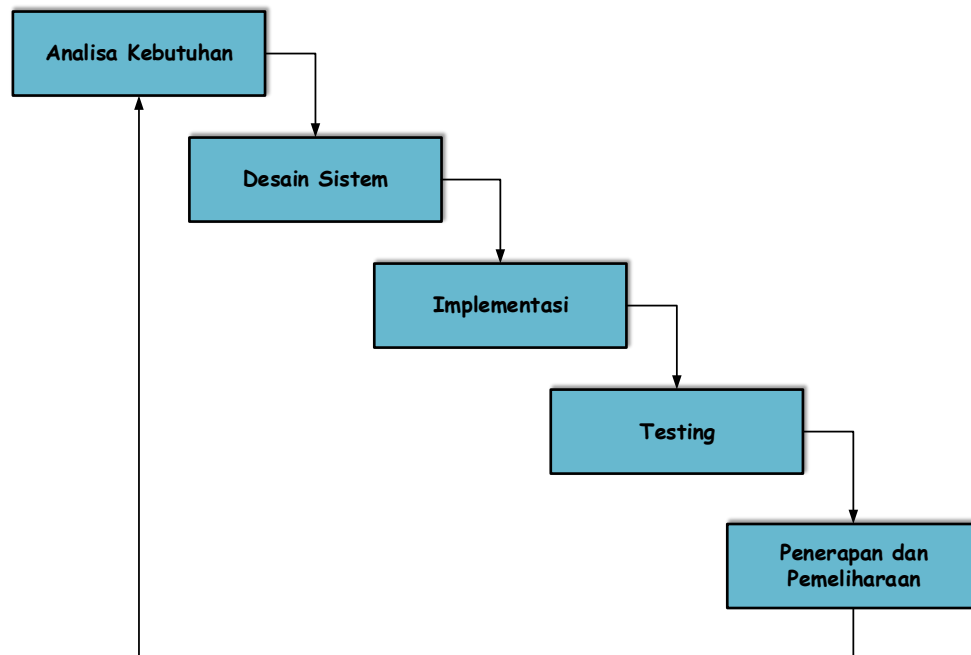 Analisa Kebutuhan
Desain Sistem
Implementasi
Testing
Penerapan dan
Pemeliharaan